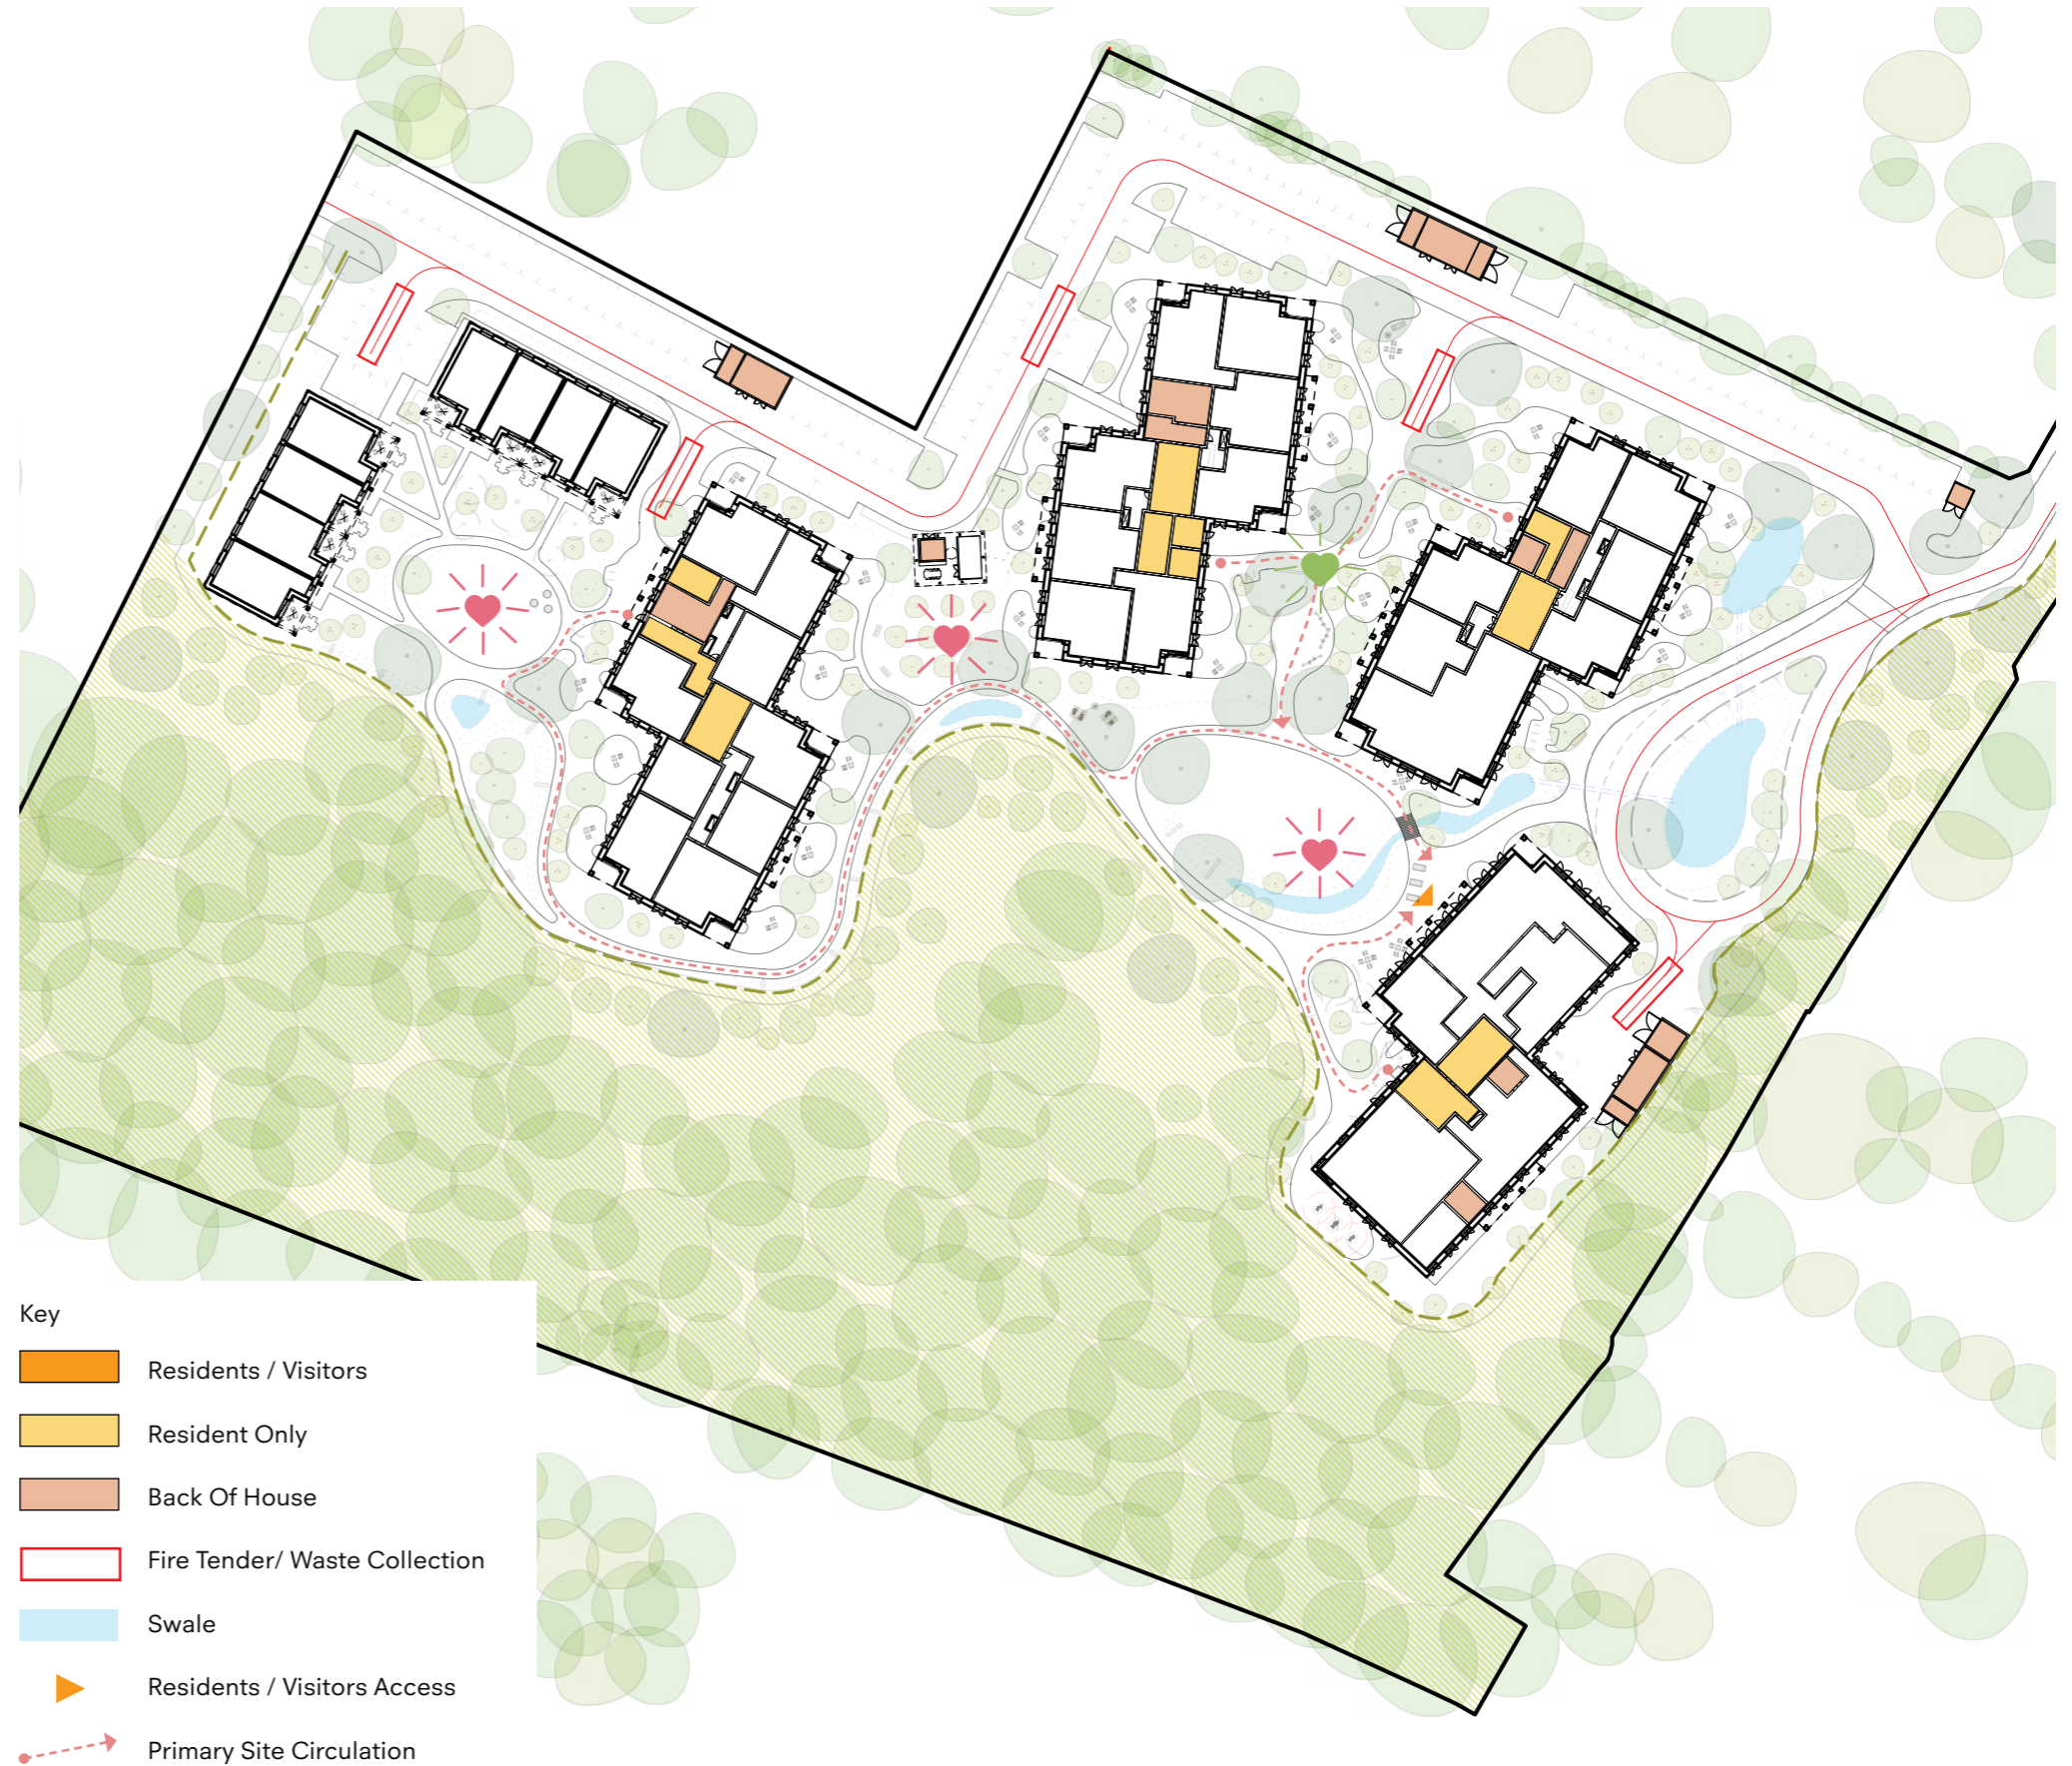 Key
Residents / Visitors
Resident Only
Back Of House
Fire Tender/ Waste Collection
Swale
Residents / Visitors Access
Primary Site Circulation